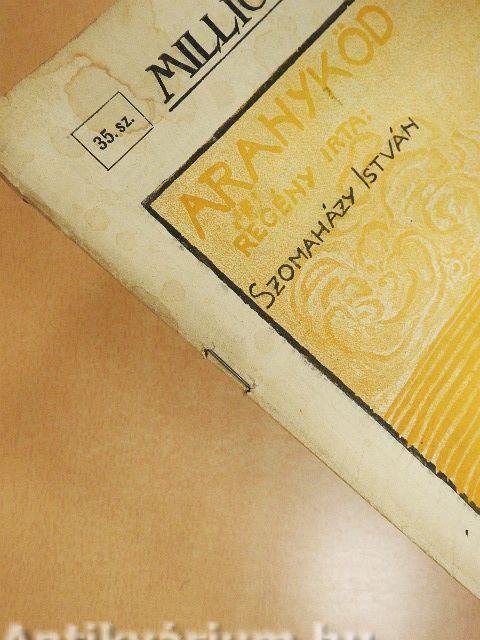 MILLIO
35. sz.
ARANYKÖD
REGÉNY IRTA:
SZOMAHÁZY ISTVÁN
Antikvárium.hu